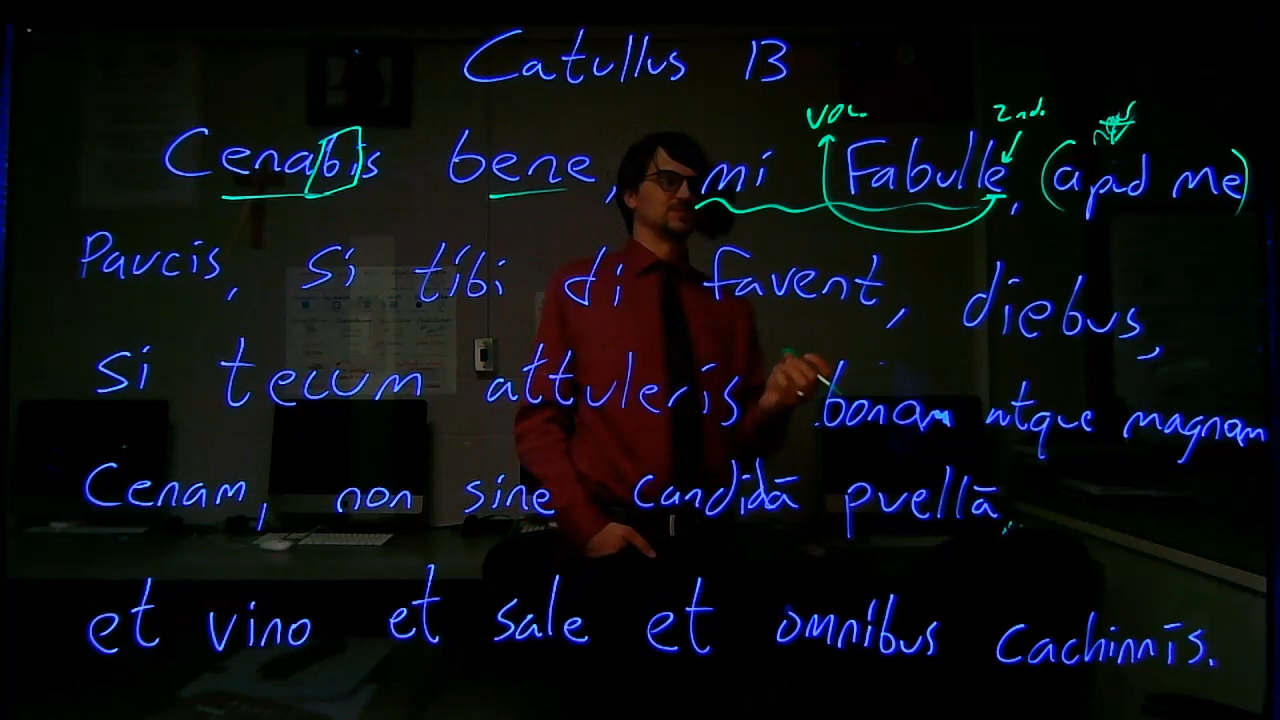 Catullus 13
voc. 2nd.
Cenabis bene, mi Fabulle, (apud me)
Paucis, si tibi di favent, diebus,
si tecum attuleris bonam atque magnam
Cenam, non sine candidā puellā,
et vino et sale et omnibus cachinnis.